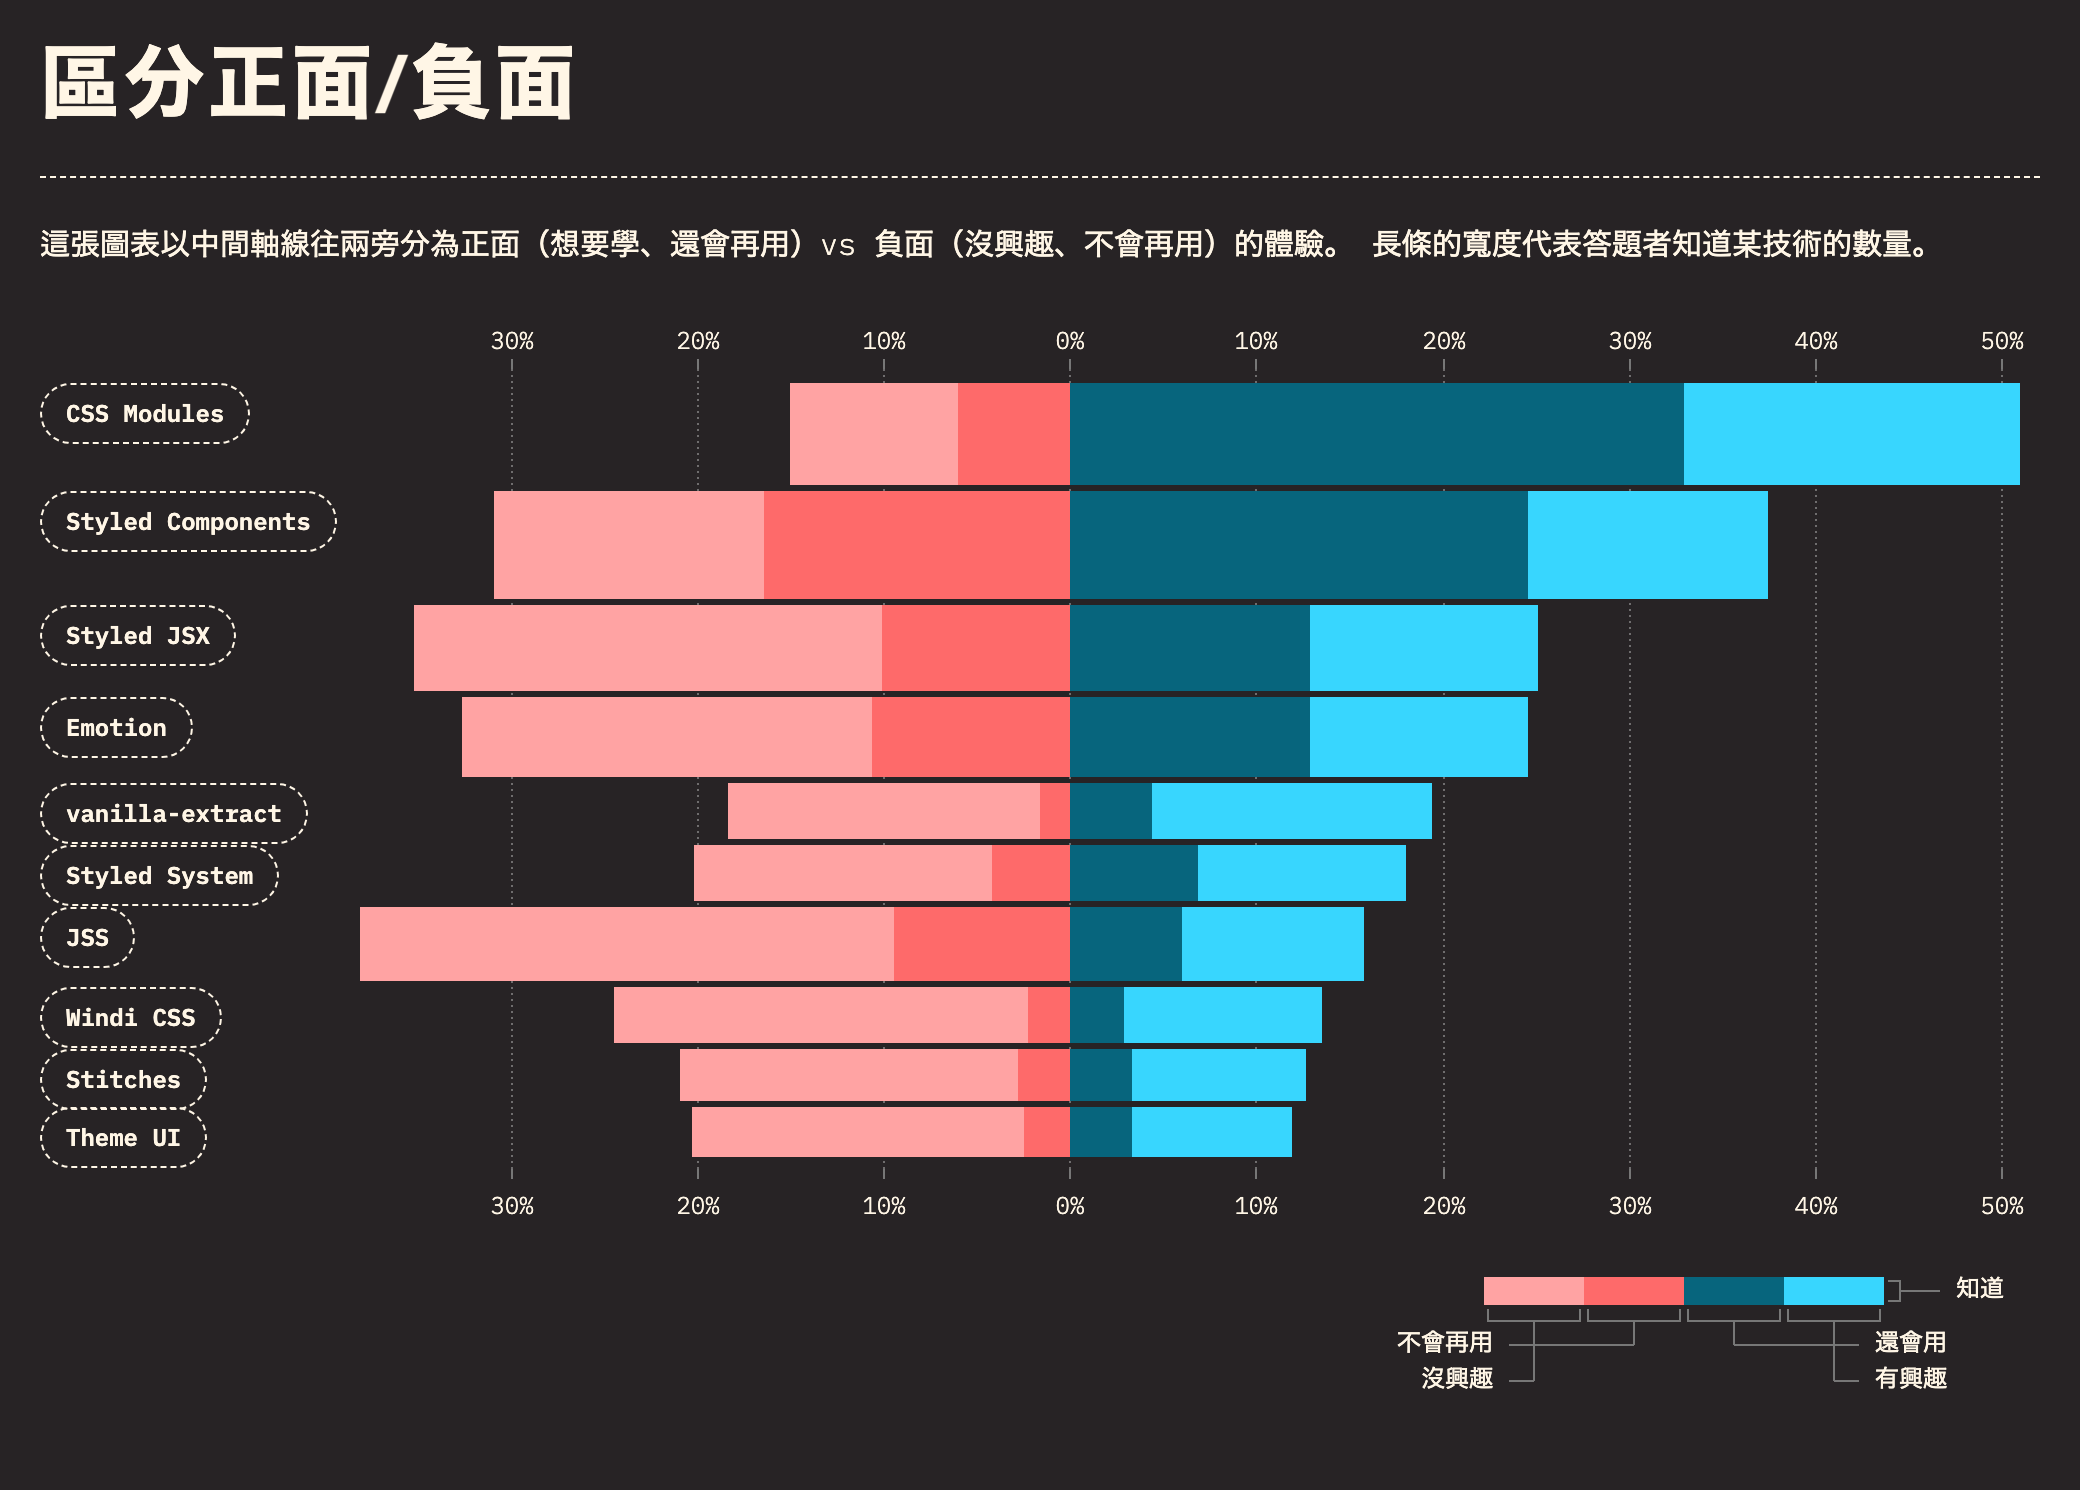 區分正面/負面
這張圖表以中間軸線往兩旁分為正面（想要學、還會再用）vs 負面（沒興趣、不會再用）的體驗。 長條的寬度代表答題者知道某技術的數量。
30% 20% 10% 0% 10% 20% 30% 40% 50%
CSS Modules
Styled Components
Styled JSX
Emotion
vanilla-extract
Styled System
JSS
Windi CSS
Stitches
Theme UI
30% 20% 10% 0% 10% 20% 30% 40% 50%
知道
不會再用 還會用
沒興趣 有興趣